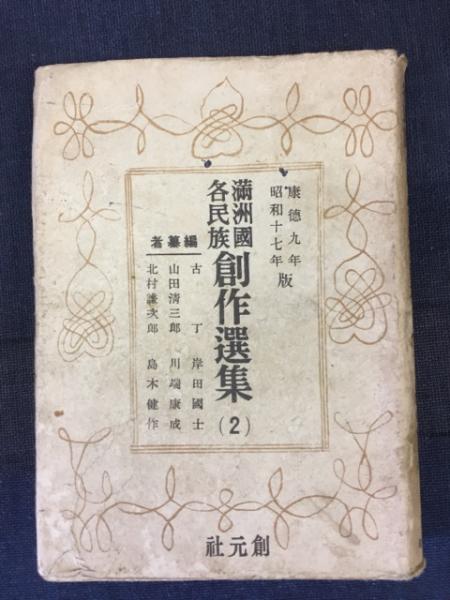 康德九年
昭和十七年
版
滿洲國
各民族
創作選集
(2)
編纂者
古丁 岸田國士
山田清三郎 川端康成
北村謙次郎 島木健作
創元社